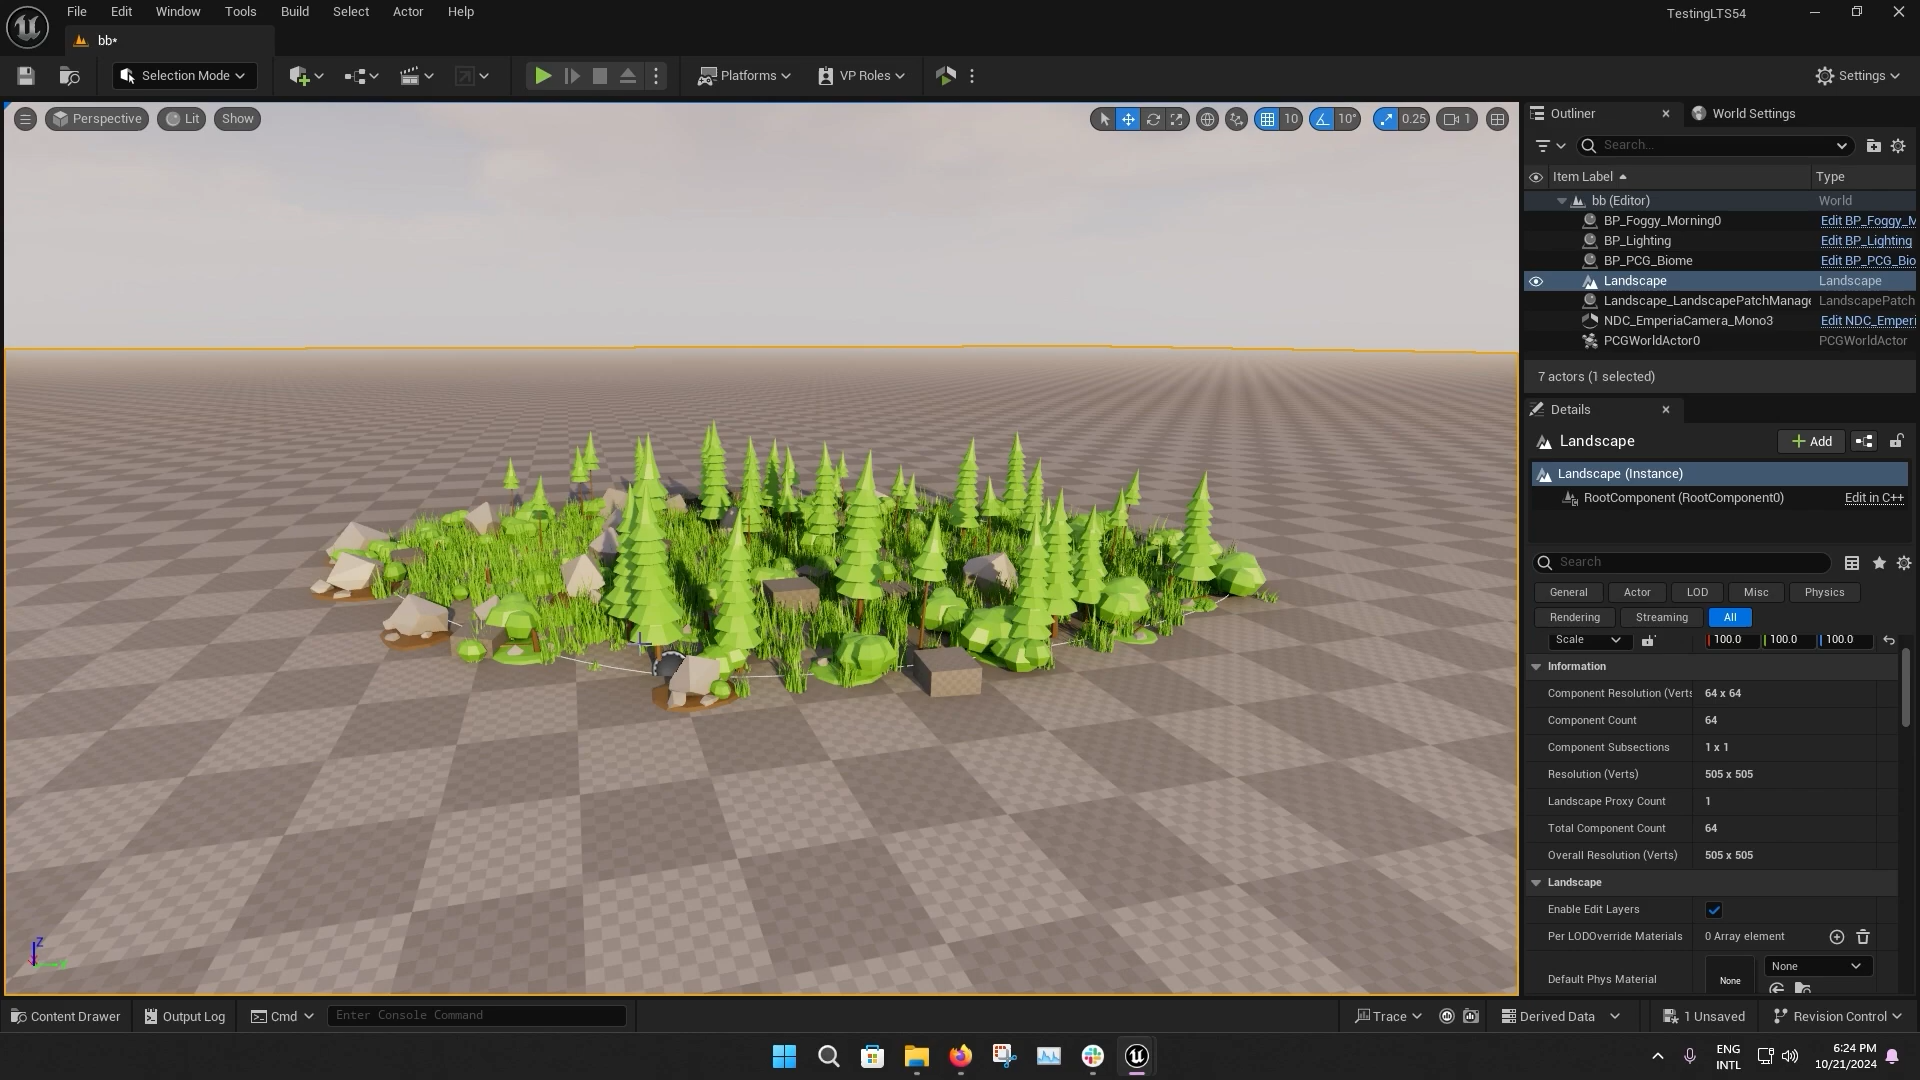 File Edit Window Tools Build Select Actor Help
TestingLTS54
bb*
Selection Mode
Platforms
VP Roles
Settings
Perspective Lit Show
10 10° 0.25 1
Outliner
World Settings
Search...
Item Label Type
bb (Editor) World
BP_Foggy_Morning0 Edit BP_Foggy_M
BP_Lighting Edit BP_Lighting
BP_PCG_Biome Edit BP_PCG_Bio
Landscape Landscape
Landscape_LandscapePatchManage LandscapePatch
NDC_EmperiaCamera_Mono3 Edit NDC_Emperi
PCGWorldActor0 PCGWorldActor
7 actors (1 selected)
Details
Landscape
Add
Landscape (Instance)
RootComponent (RootComponent0) Edit in C++
Search
General Actor LOD Misc Physics
Rendering Streaming All
Scale 100.0 100.0 100.0
Information
Component Resolution (Verts 64 x 64
Component Count 64
Component Subsections 1 x 1
Resolution (Verts) 505 x 505
Landscape Proxy Count 1
Total Component Count 64
Overall Resolution (Verts) 505 x 505
Landscape
Enable Edit Layers
Per LODOverride Materials 0 Array element
None
Default Phys Material None
Z
Content Drawer Output Log Cmd Enter Console Command
Trace Derived Data 1 Unsaved Revision Control
ENG
INTL
6:24 PM
10/21/2024